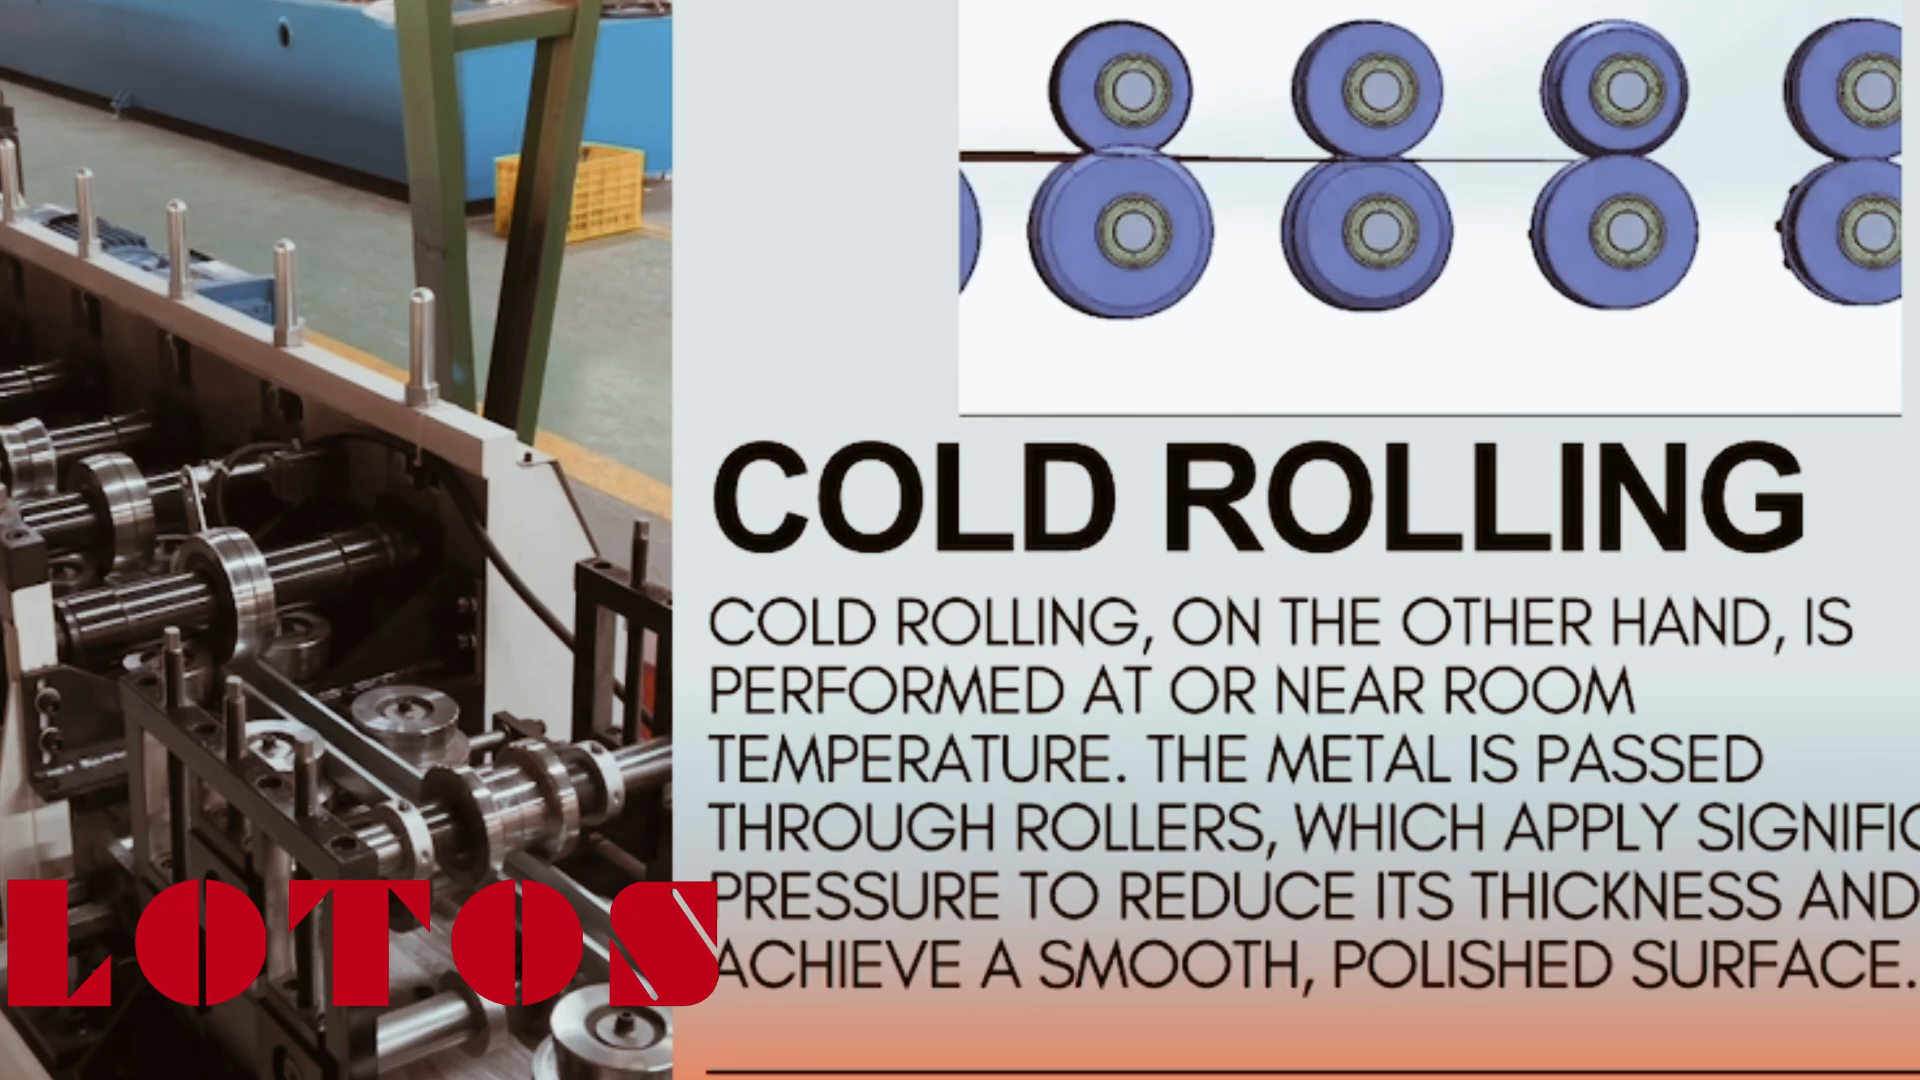 COLD ROLLING
COLD ROLLING, ON THE OTHER HAND, IS
PERFORMED AT OR NEAR ROOM
TEMPERATURE. THE METAL IS PASSED
THROUGH ROLLERS, WHICH APPLY SIGNIFIC
PRESSURE TO REDUCE ITS THICKNESS AND
ACHIEVE A SMOOTH, POLISHED SURFACE.
LOTOS